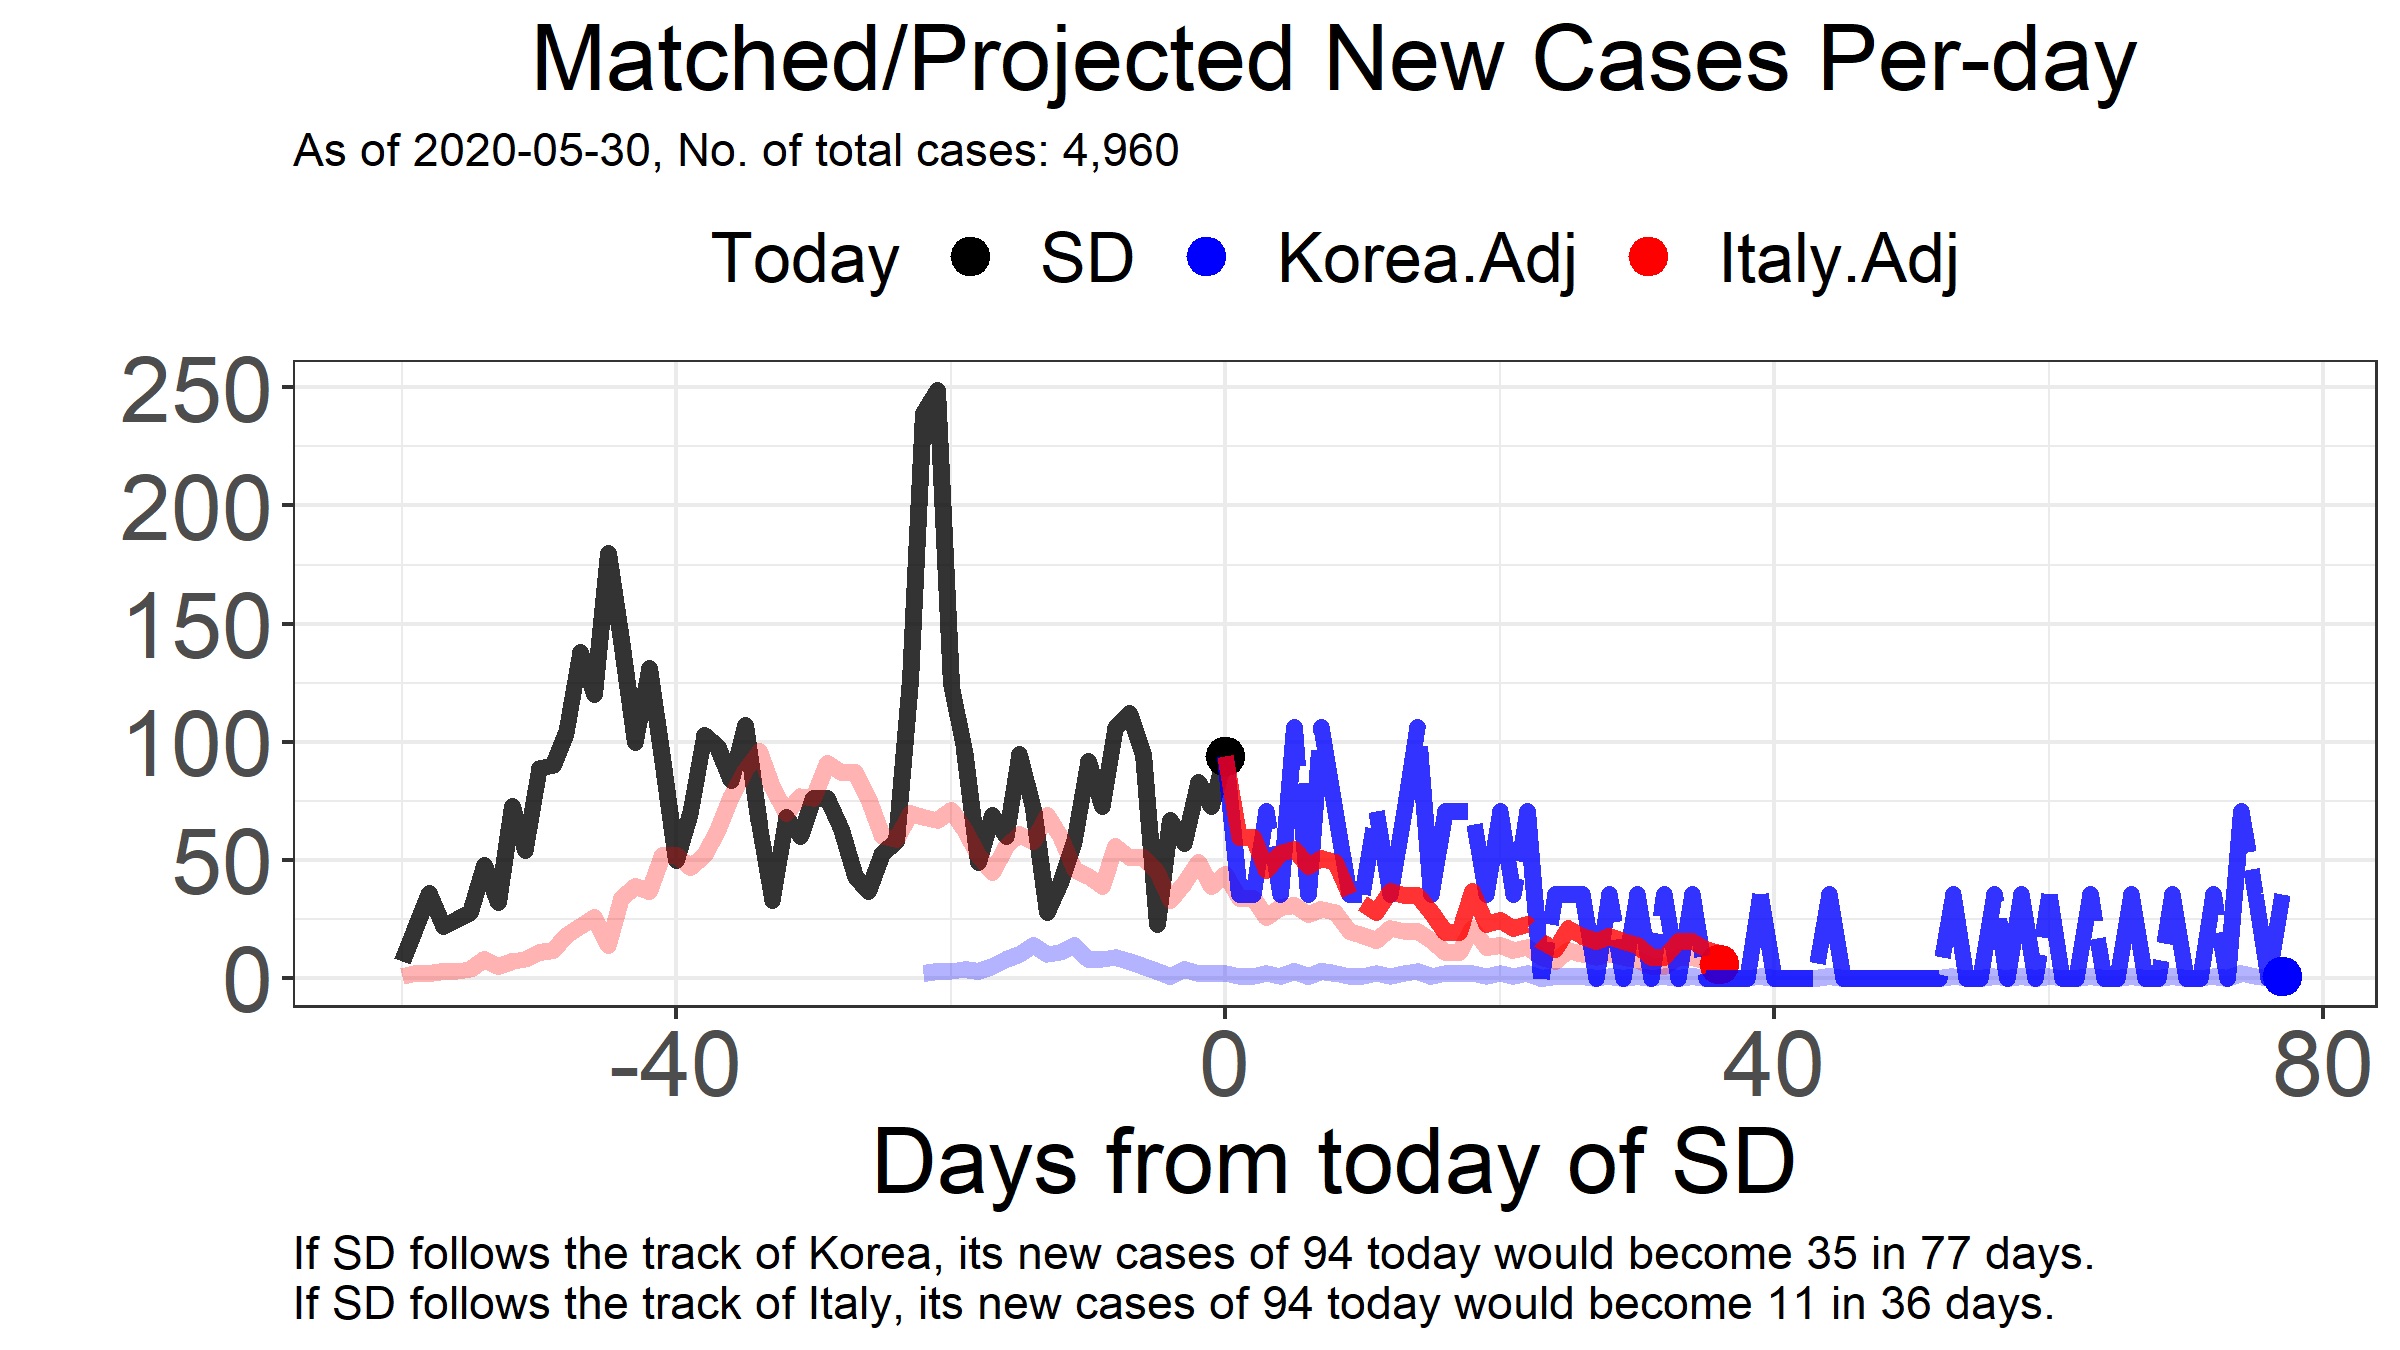 Matched/Projected New Cases Per-day
As of 2020-05-30, No. of total cases: 4,960
Today SD Korea.Adj Italy.Adj
250
200
150
100
50
0
-40 0 40 80
Days from today of SD
If SD follows the track of Korea, its new cases of 94 today would become 35 in 77 days.
If SD follows the track of Italy, its new cases of 94 today would become 11 in 36 days.